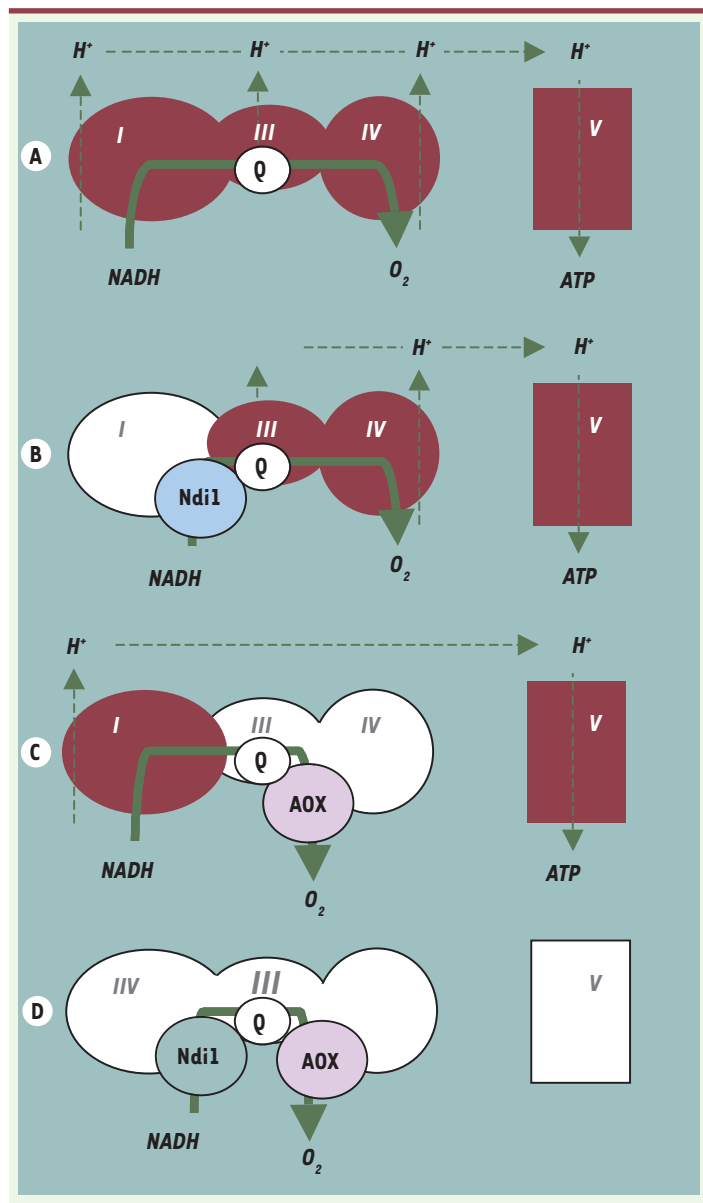 H⁺ H⁺ H⁺ H⁺
I III IV V
A Q
NADH O₂ ATP
H⁺ H⁺
I III IV V
B Q
Ndi1
NADH O₂ ATP
H⁺ H⁺
I III IV V
C Q
AOX
NADH O₂ ATP
IIV III V
D Q
Ndi1 AOX
NADH O₂